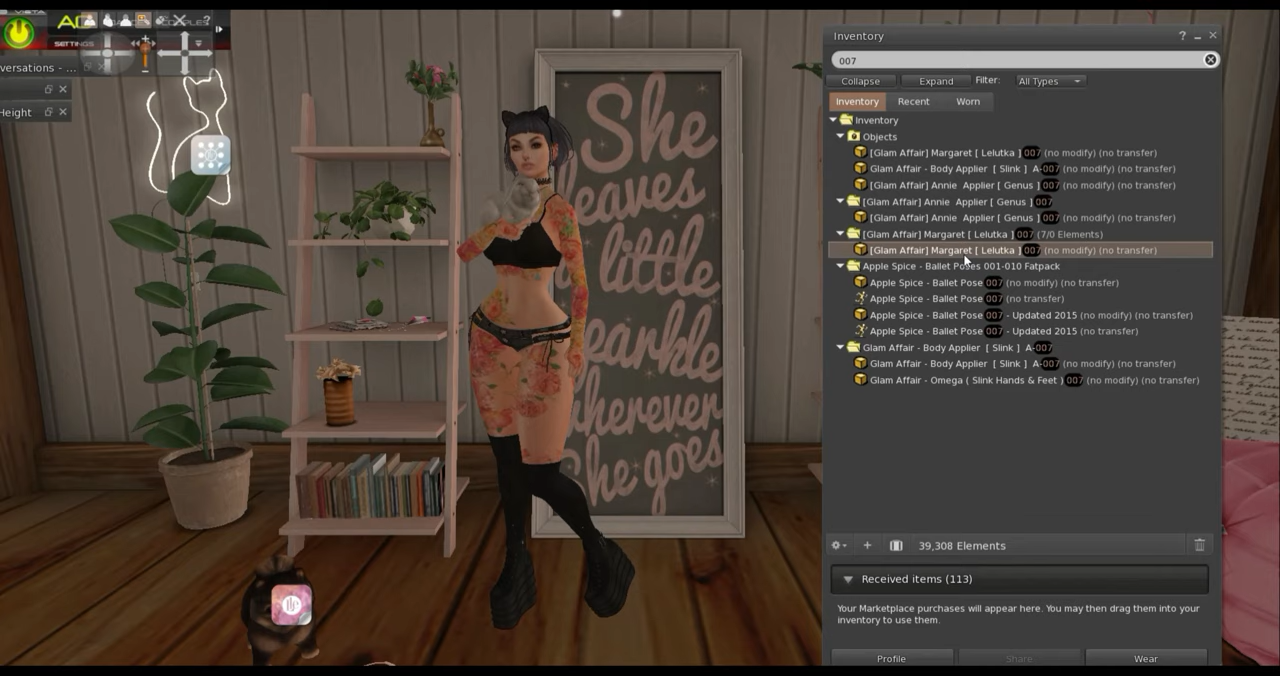 SETTINGS
?
versations - ...
Height
She
leaves
a little
sparkle
wherever
She goes
Inventory
007
Collapse Expand Filter: All Types
Inventory Recent Worn
Inventory
Objects
[Glam Affair] Margaret [ Lelutka ] 007 (no modify) (no transfer)
Glam Affair - Body Applier [ Slink ] A-007 (no modify) (no transfer)
[Glam Affair] Annie Applier [ Genus ] 007 (no modify) (no transfer)
[Glam Affair] Annie Applier [ Genus ] 007
[Glam Affair] Annie Applier [ Genus ] 007 (no modify) (no transfer)
[Glam Affair] Margaret [ Lelutka ] 007 (7/0 Elements)
[Glam Affair] Margaret [ Lelutka ] 007 (no modify) (no transfer)
Apple Spice - Ballet Poses 001-010 Fatpack
Apple Spice - Ballet Pose 007 (no modify) (no transfer)
Apple Spice - Ballet Pose 007 (no transfer)
Apple Spice - Ballet Pose 007 - Updated 2015 (no modify) (no transfer)
Apple Spice - Ballet Pose 007 - Updated 2015 (no transfer)
Glam Affair - Body Applier [ Slink ] A-007
Glam Affair - Body Applier [ Slink ] A-007 (no modify) (no transfer)
Glam Affair - Omega ( Slink Hands & Feet ) 007 (no modify) (no transfer)
39,308 Elements
Received items (113)
Your Marketplace purchases will appear here. You may then drag them into your
inventory to use them.
Profile Share Wear